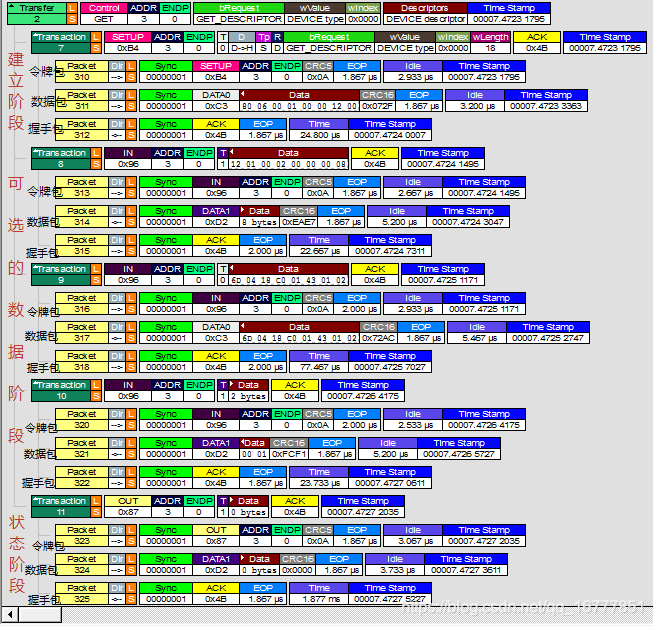 Transfer L Control ADDR ENDP bRequest wValue wIndex Descriptors Time Stamp
2 S GET 3 0 GET_DESCRIPTOR DEVICE type 0x0000 DEVICE descriptor 00007.4723 1795
Transaction L SETUP ADDR ENDP T D Tp R bRequest wValue wIndex wLength ACK Time Stamp
7 S 0xB4 3 0 0 D->H S D GET_DESCRIPTOR DEVICE type 0x0000 18 0x4B 00007.4723 1795
建立阶段
令牌包 Packet Dir L Sync SETUP ADDR ENDP CRC5 EOP Idle Time Stamp
310 --> S 00000001 0xB4 3 0 0x0A 1.867 µs 2.933 µs 00007.4723 1795
数据包 Packet Dir L Sync DATA0 Data CRC16 EOP Idle Time Stamp
311 --> S 00000001 0xC3 80 06 00 01 00 00 12 00 0x072F 1.867 µs 3.200 µs 00007.4723 3363
握手包 Packet Dir L Sync ACK EOP Time Time Stamp
312 S 00000001 0x4B 1.867 µs 24.800 µs 00007.4724 0007
Transaction L IN ADDR ENDP T Data ACK Time Stamp
8 S 0x96 3 0 1 12 01 00 02 00 00 00 08 0x4B 00007.4724 1495
可选的数据阶段
令牌包 Packet Dir L Sync IN ADDR ENDP CRC5 EOP Idle Time Stamp
313 --> S 00000001 0x96 3 0 0x0A 1.867 µs 2.667 µs 00007.4724 1495
数据包 Packet Dir L Sync DATA1 Data CRC16 EOP Idle Time Stamp
314 S 00000001 0xD2 8 bytes 0xEAE7 1.867 µs 5.200 µs 00007.4724 3047
握手包 Packet Dir L Sync ACK EOP Time Time Stamp
315 --> S 00000001 0x4B 2.000 µs 22.667 µs 00007.4724 7311
Transaction L IN ADDR ENDP T Data ACK Time Stamp
9 S 0x96 3 0 0 6D 04 18 C0 01 43 01 02 0x4B 00007.4725 1171
令牌包 Packet Dir L Sync IN ADDR ENDP CRC5 EOP Idle Time Stamp
316 --> S 00000001 0x96 3 0 0x0A 2.000 µs 2.933 µs 00007.4725 1171
数据包 Packet Dir L Sync DATA0 Data CRC16 EOP Idle Time Stamp
317 S 00000001 0xC3 6D 04 18 C0 01 43 01 02 0x72AC 1.867 µs 5.467 µs 00007.4725 2747
握手包 Packet Dir L Sync ACK EOP Time Time Stamp
318 --> S 00000001 0x4B 2.000 µs 77.467 µs 00007.4725 7027
Transaction L IN ADDR ENDP T Data ACK Time Stamp
10 S 0x96 3 0 1 2 bytes 0x4B 00007.4726 4175
令牌包 Packet Dir L Sync IN ADDR ENDP CRC5 EOP Idle Time Stamp
320 --> S 00000001 0x96 3 0 0x0A 2.000 µs 2.533 µs 00007.4726 4175
数据包 Packet Dir L Sync DATA1 Data CRC16 EOP Idle Time Stamp
321 S 00000001 0xD2 00 01 0xFCF1 1.867 µs 5.200 µs 00007.4726 5727
握手包 Packet Dir L Sync ACK EOP Time Time Stamp
322 --> S 00000001 0x4B 1.867 µs 23.733 µs 00007.4727 0611
Transaction L OUT ADDR ENDP T Data ACK Time Stamp
11 S 0x87 3 0 1 0 bytes 0x4B 00007.4727 2035
状态阶段
令牌包 Packet Dir L Sync OUT ADDR ENDP CRC5 EOP Idle Time Stamp
323 --> S 00000001 0x87 3 0 0x0A 1.867 µs 3.067 µs 00007.4727 2035
数据包 Packet Dir L Sync DATA1 Data CRC16 EOP Idle Time Stamp
324 --> S 00000001 0xD2 0 bytes 0x0000 1.867 µs 3.733 µs 00007.4727 3611
握手包 Packet Dir L Sync ACK EOP Time Time Stamp
325 S 00000001 0x4B 1.867 µs 1.877 ms 00007.4727 5227
https://blog.csdn.net/qq_16777851